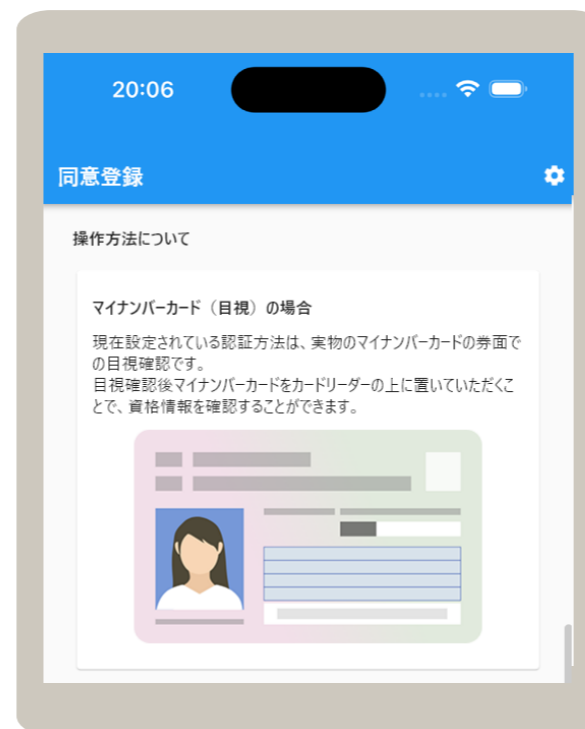 20:06
同意登録
操作方法について
マイナンバーカード（目視）の場合
現在設定されている認証方法は、実物のマイナンバーカードの券面で
の目視確認です。
目視確認後マイナンバーカードをカードリーダーの上に置いていただくこ
とで、資格情報を確認することができます。